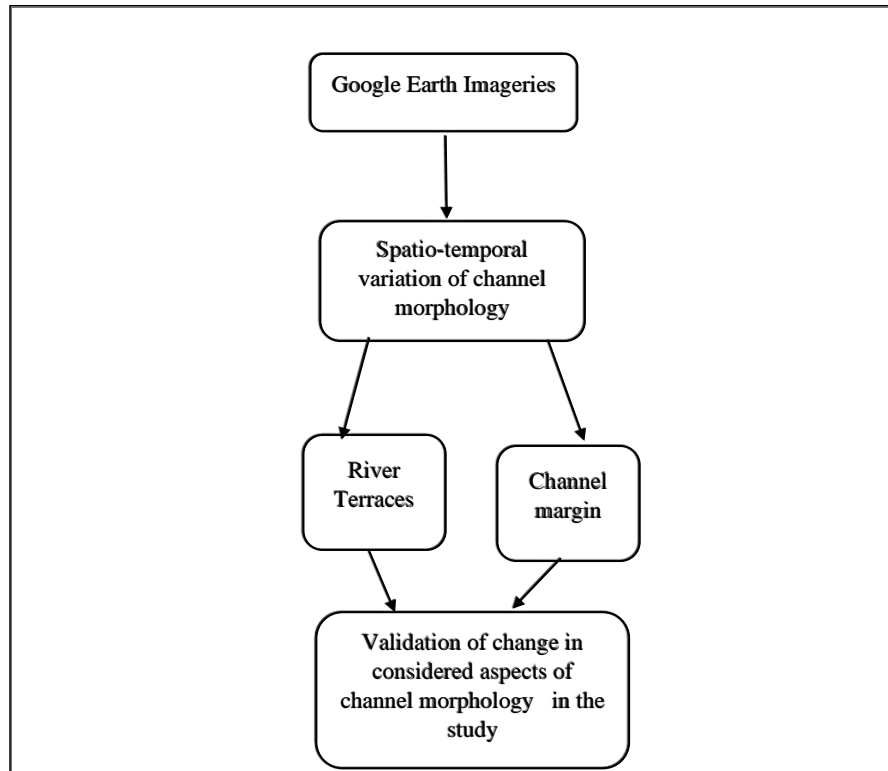 Google Earth Imageries
Spatio-temporal
variation of channel
morphology
River
Terraces
Channel
margin
Validation of change in
considered aspects of
channel morphology in the
study